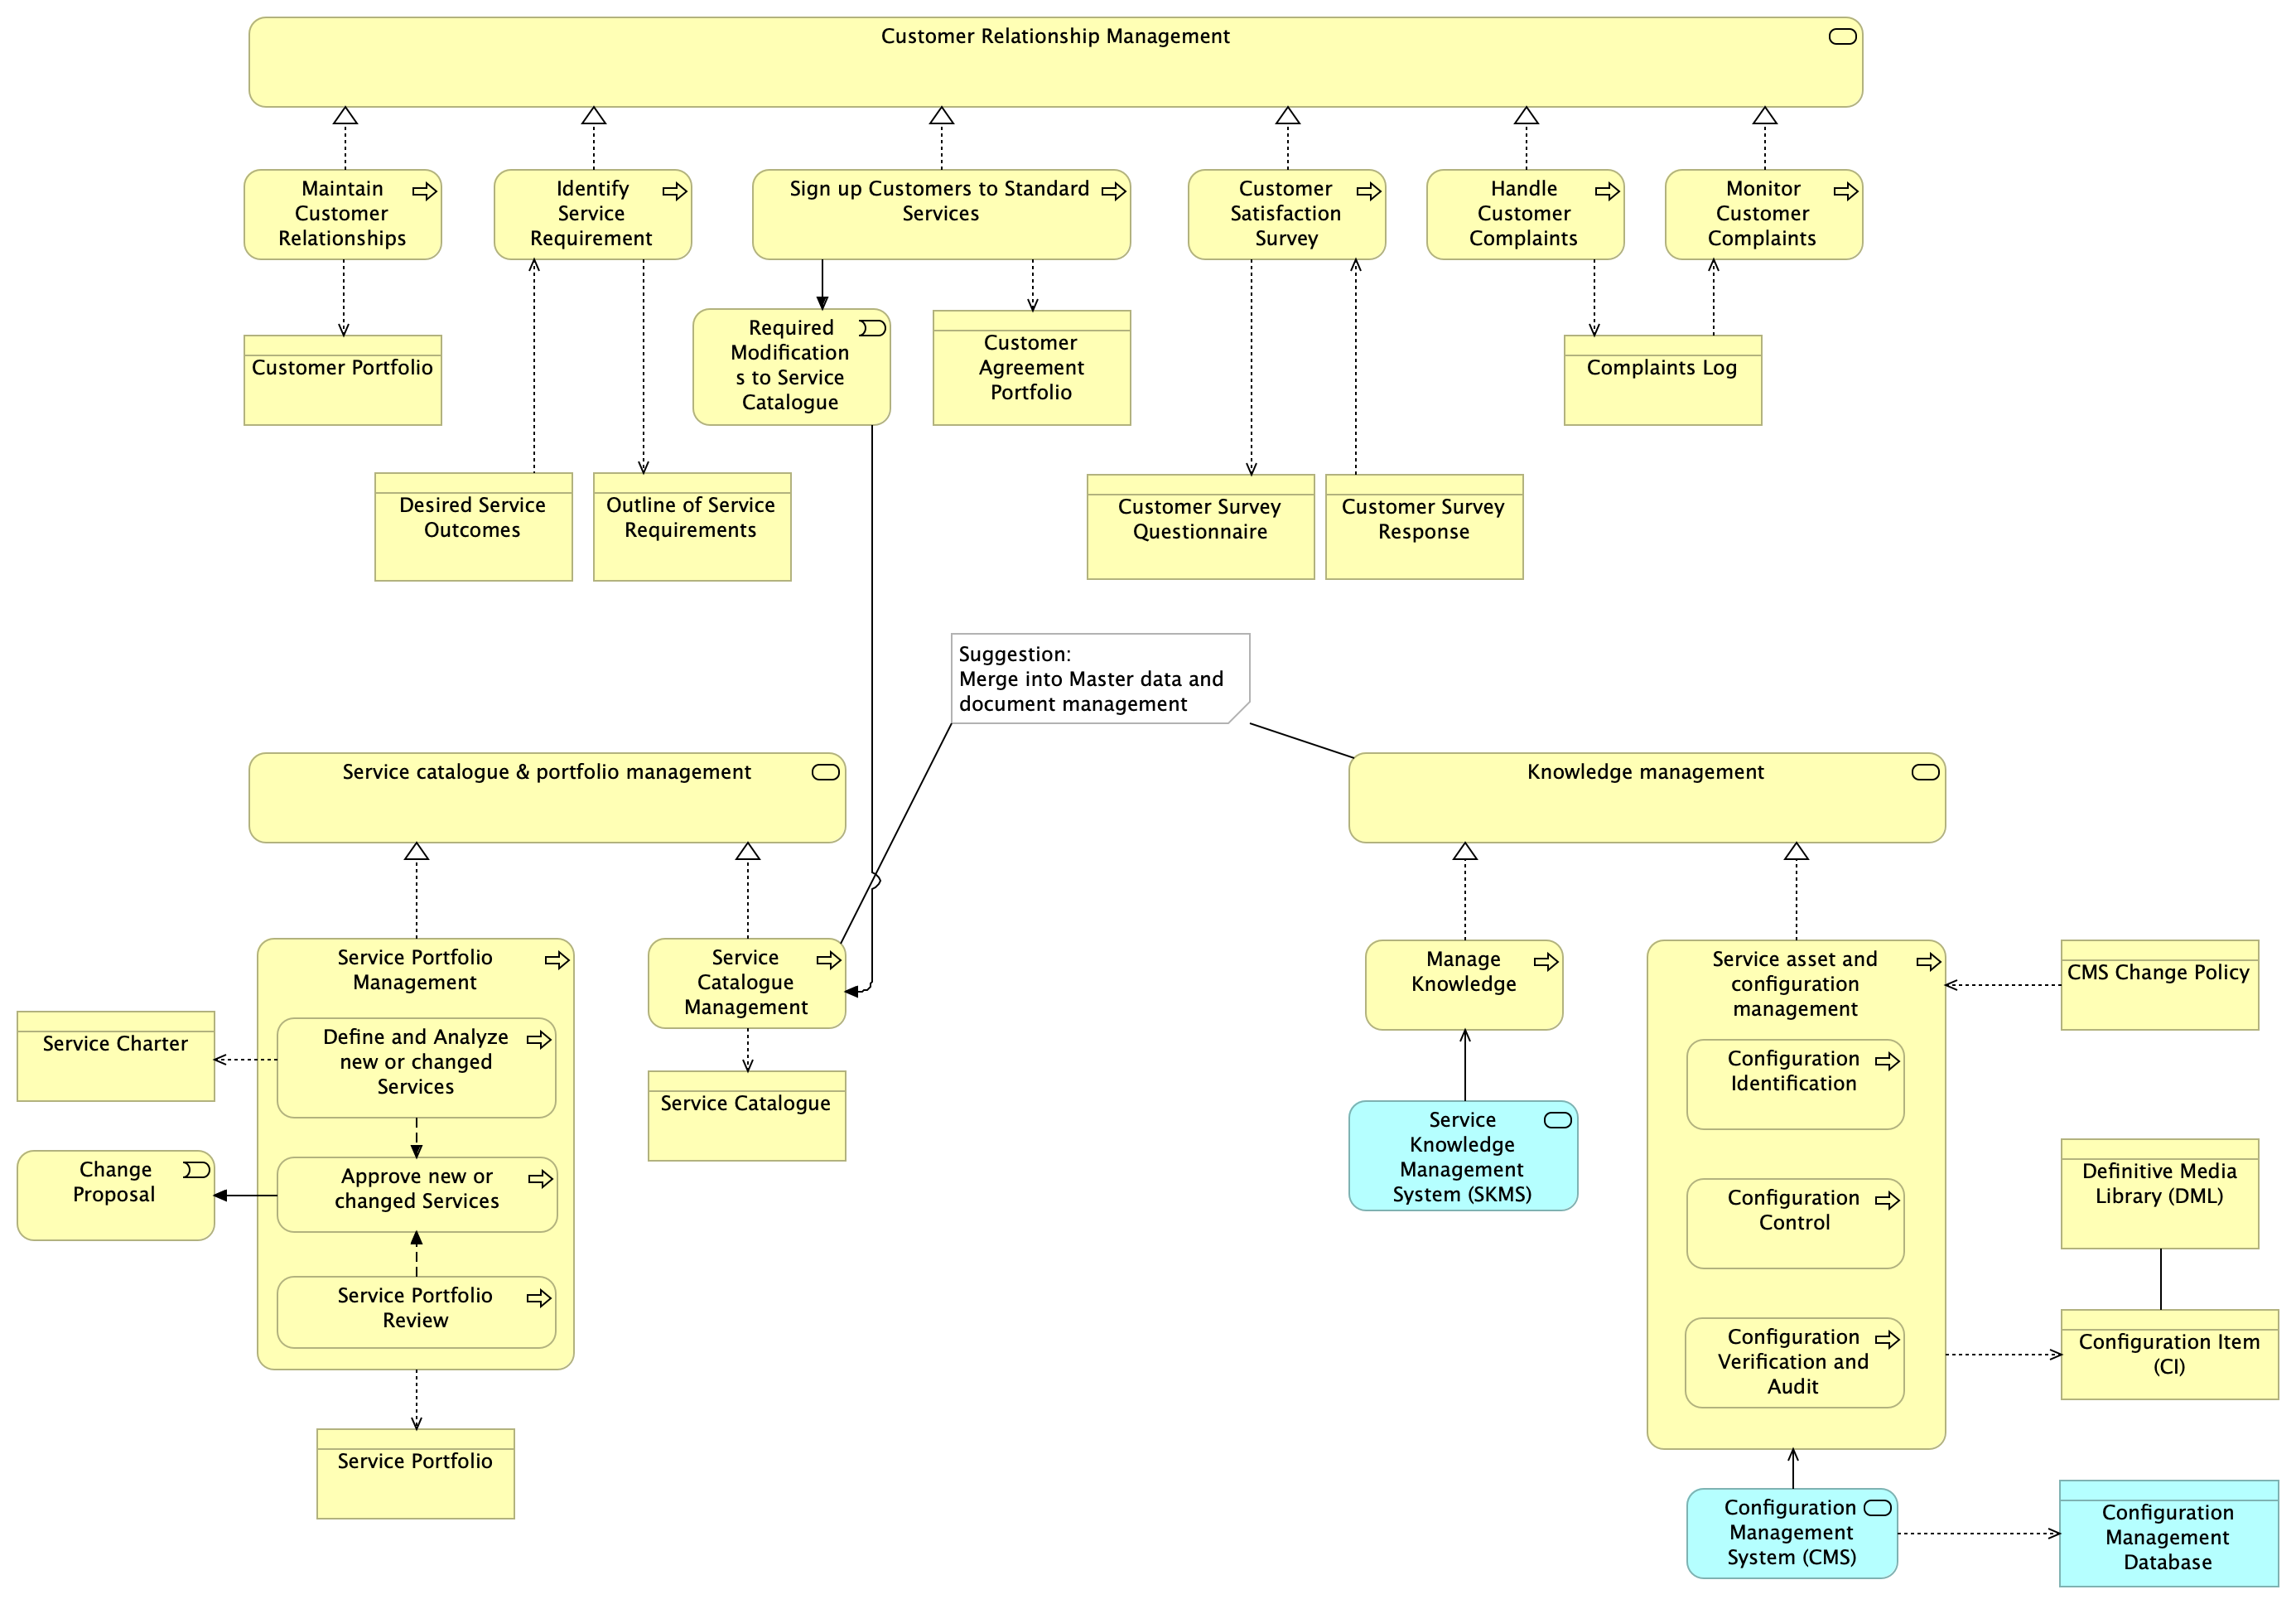 Customer Relationship Management
Maintain
Customer
Relationships
Identify
Service
Requirement
Sign up Customers to Standard
Services
Customer
Satisfaction
Survey
Handle
Customer
Complaints
Monitor
Customer
Complaints
Customer Portfolio
Required
Modification
s to Service
Catalogue
Customer
Agreement
Portfolio
Complaints Log
Desired Service
Outcomes
Outline of Service
Requirements
Customer Survey
Questionnaire
Customer Survey
Response
Suggestion:
Merge into Master data and
document management
Service catalogue & portfolio management
Knowledge management
Service Portfolio
Management
Service
Catalogue
Management
Manage
Knowledge
Service asset and
configuration
management
CMS Change Policy
Service Charter
Define and Analyze
new or changed
Services
Service Catalogue
Configuration
Identification
Service
Knowledge
Management
System (SKMS)
Change
Proposal
Approve new or
changed Services
Configuration
Control
Definitive Media
Library (DML)
Service Portfolio
Review
Configuration
Verification and
Audit
Configuration Item
(CI)
Service Portfolio
Configuration
Management
System (CMS)
Configuration
Management
Database